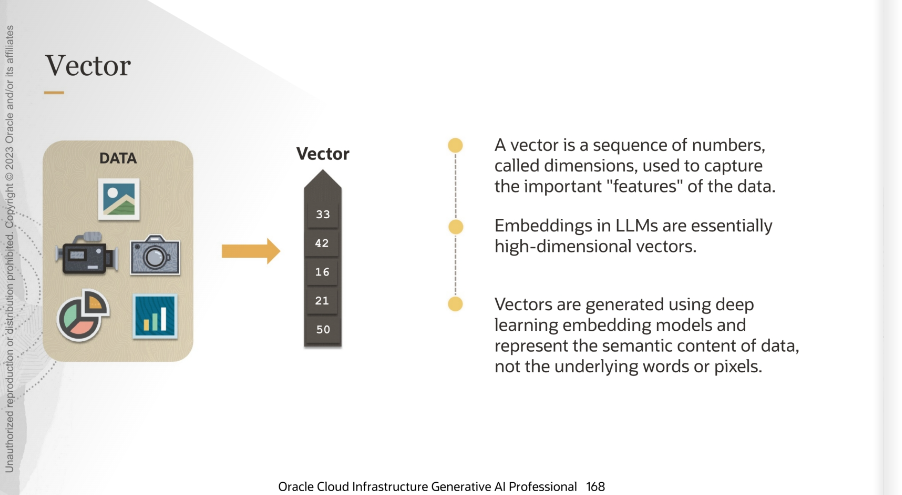 Unauthorized reproduction or distribution prohibited. Copyright © 2023 Oracle and/or its affiliates
Vector
DATA
Vector
33
42
16
21
50
A vector is a sequence of numbers,
called dimensions, used to capture
the important "features" of the data.
Embeddings in LLMs are essentially
high-dimensional vectors.
Vectors are generated using deep
learning embedding models and
represent the semantic content of data,
not the underlying words or pixels.
Oracle Cloud Infrastructure Generative AI Professional 168